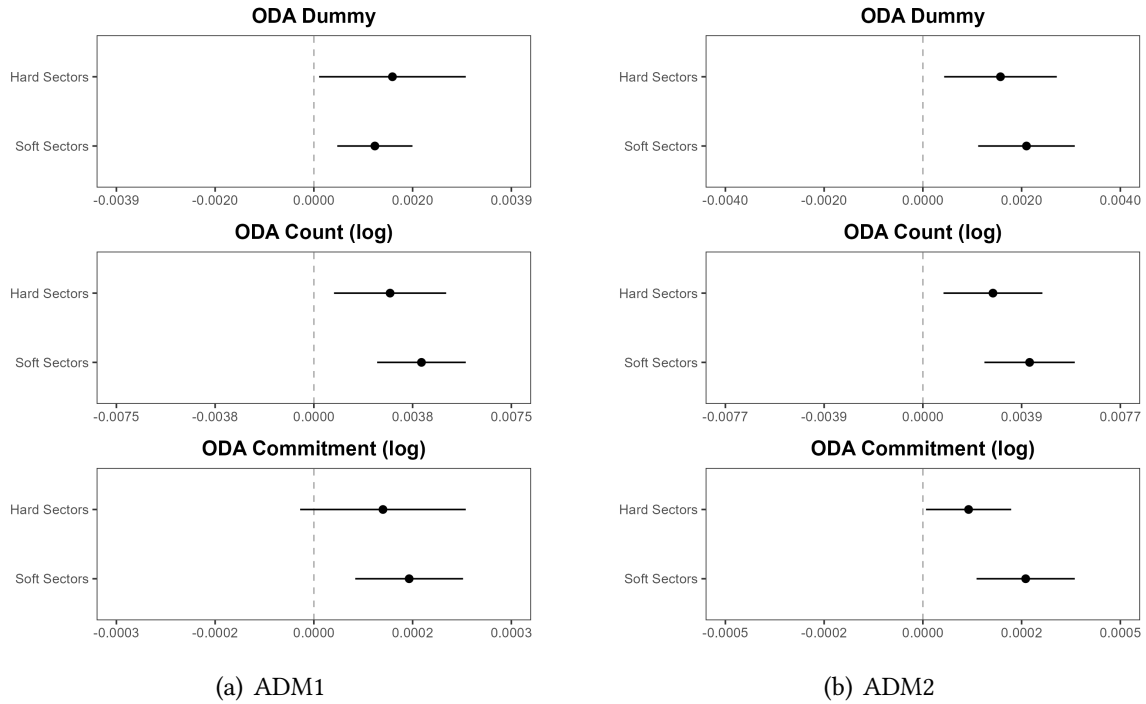 ODA Dummy
Hard Sectors
Soft Sectors
-0.0039 -0.0020 0.0000 0.0020 0.0039
ODA Count (log)
Hard Sectors
Soft Sectors
-0.0075 -0.0038 0.0000 0.0038 0.0075
ODA Commitment (log)
Hard Sectors
Soft Sectors
-0.0003 -0.0002 0.0000 0.0002 0.0003
(a) ADM1
ODA Dummy
Hard Sectors
Soft Sectors
-0.0040 -0.0020 0.0000 0.0020 0.0040
ODA Count (log)
Hard Sectors
Soft Sectors
-0.0077 -0.0039 0.0000 0.0039 0.0077
ODA Commitment (log)
Hard Sectors
Soft Sectors
-0.0005 -0.0002 0.0000 0.0002 0.0005
(b) ADM2